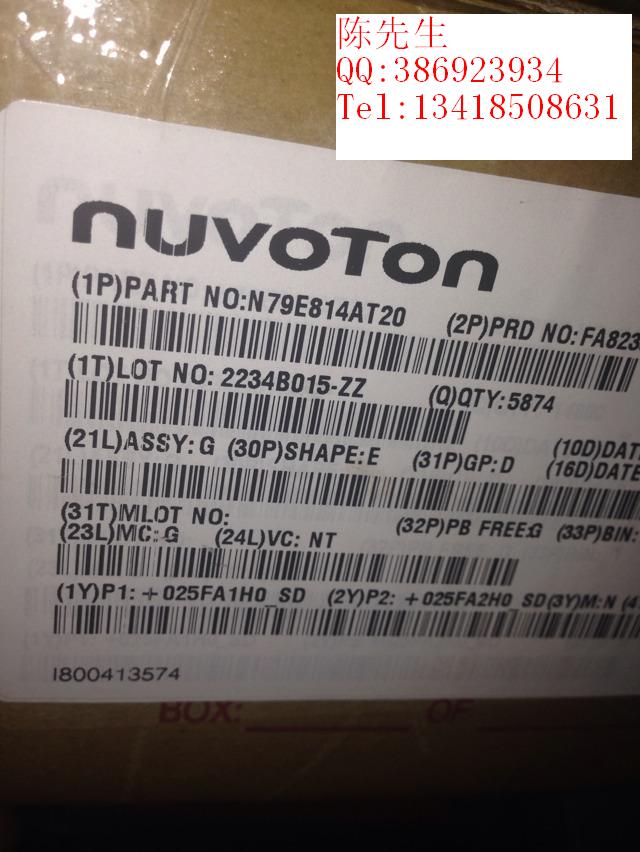 陈先生
QQ:386923934
Tel:13418508631
nuvoTon
(1P)PART NO:N79E814AT20 (2P)PRD NO:FA823
(1T)LOT NO: 2234B015-ZZ (Q)QTY:5874
(21L)ASSY:G (30P)SHAPE:E (31P)GP:D (10D)DAT
(16D)DATE
(31T)MLOT NO:
(23L)MC:G (24L)VC: NT (32P)PB FREE:G (33P)BIN:
(1Y)P1: +025FA1H0_SD (2Y)P2: +025FA2H0_SD(3Y)M:N (4
I800413574
BOX: OF